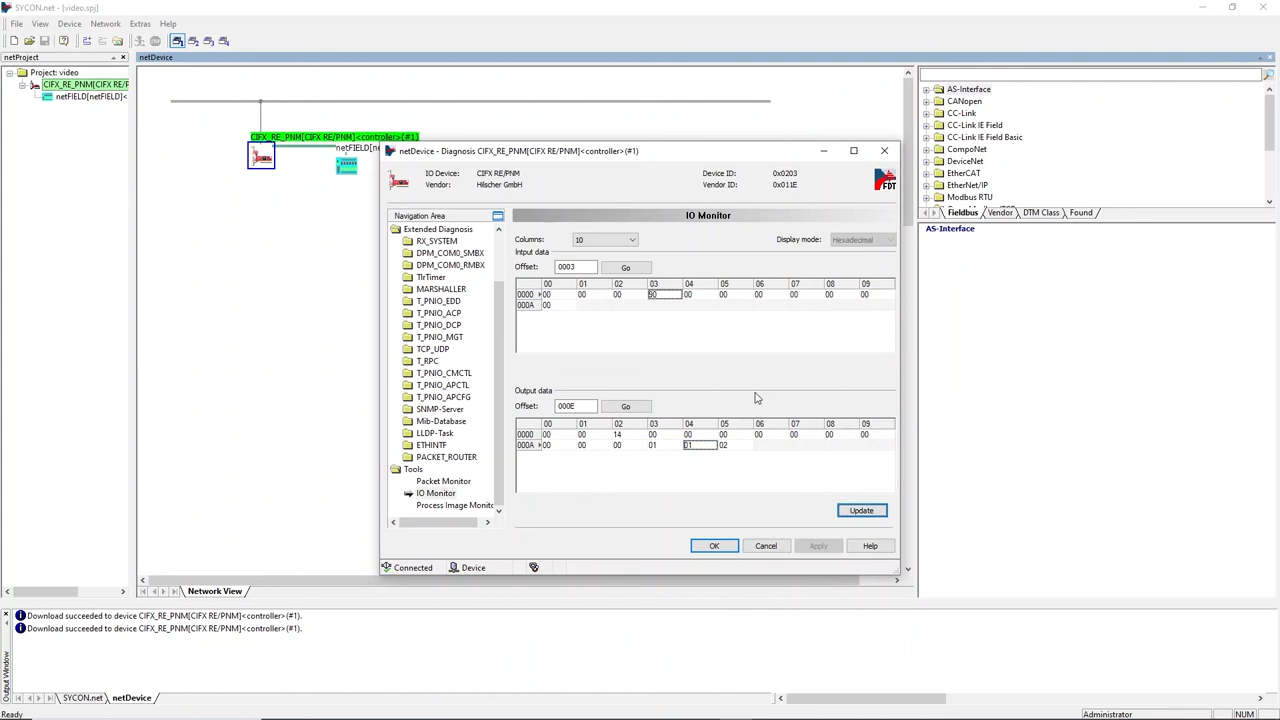 SYCON.net - [video.spj]
File View Device Network Extras Help
netProject
netDevice
Project: video
CIFX_RE_PNM[CIFX RE/P
netFIELD[netFIELD]<
CIFX_RE_PNM[CIFX RE/PNM]<controller>(#1)
netFIELD[ne
netDevice - Diagnosis CIFX_RE_PNM[CIFX RE/PNM]<controller>(#1)
IO Device: CIFX RE/PNM Device ID: 0x0203
Vendor: Hilscher GmbH Vendor ID: 0x011E
FDT
Navigation Area
Extended Diagnosis
RX_SYSTEM
DPM_COM0_SMBX
DPM_COM0_RMBX
TlrTimer
MARSHALLER
T_PNIO_EDD
T_PNIO_ACP
T_PNIO_DCP
T_PNIO_MGT
TCP_UDP
T_RPC
T_PNIO_CMCTL
T_PNIO_APCTL
T_PNIO_APCFG
SNMP-Server
Mib-Database
LLDP-Task
ETHINTF
PACKET_ROUTER
Tools
Packet Monitor
IO Monitor
Process Image Monito
IO Monitor
Columns: 10 Display mode: Hexadecimal
Intput data
Offset: 0003 Go
00 01 02 03 04 05 06 07 08 09
0000 00 00 00 90 00 00 00 00 00 00
000A 00
Output data
Offset: 000E Go
00 01 02 03 04 05 06 07 08 09
0000 00 00 14 00 00 00 00 00 00 00
000A 00 00 00 01 01 02
Update
OK Cancel Apply Help
Connected Device
AS-Interface
CANopen
CC-Link
CC-Link IE Field
CC-Link IE Field Basic
CompoNet
DeviceNet
EtherCAT
EtherNet/IP
Modbus RTU
Fieldbus Vendor DTM Class Found
AS-Interface
Network View
Download succeeded to device CIFX_RE_PNM[CIFX RE/PNM]<controller>(#1).
Download succeeded to device CIFX_RE_PNM[CIFX RE/PNM]<controller>(#1).
Output Window
SYCON.net netDevice
Ready Administrator NUM